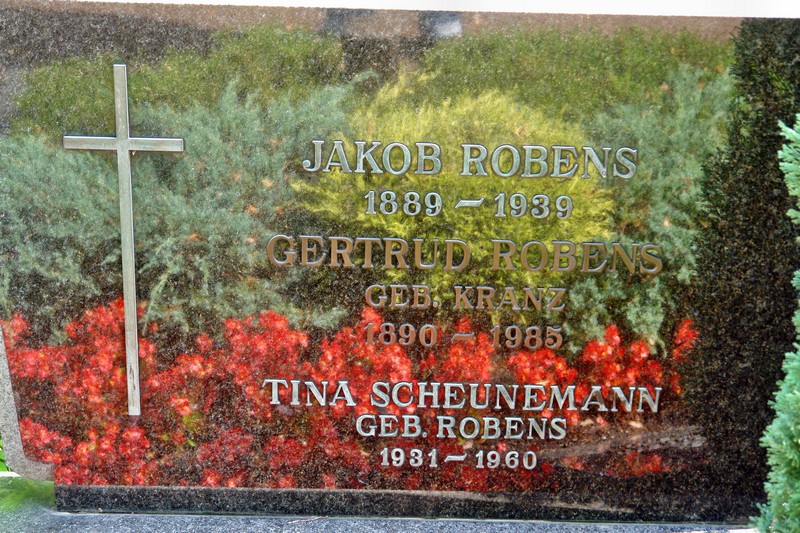 JAKOB ROBENS
1889 – 1939
GERTRUD ROBENS
GEB. KRANZ
1890 – 1985
TINA SCHEUNEMANN
GEB. ROBENS
1931 – 1960